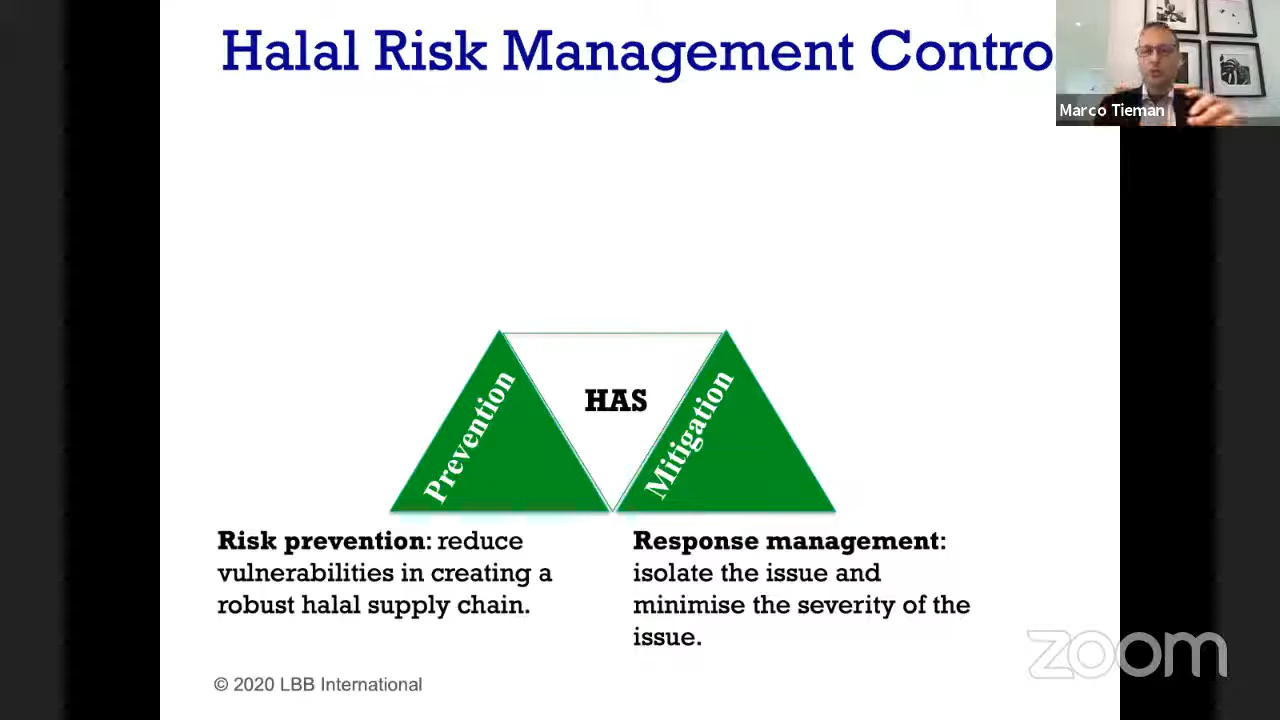 Halal Risk Management Contro
Marco Tieman
Prevention
HAS
Mitigation
Risk prevention: reduce
vulnerabilities in creating a
robust halal supply chain.
Response management:
isolate the issue and
minimise the severity of the
issue.
© 2020 LBB International
zoom